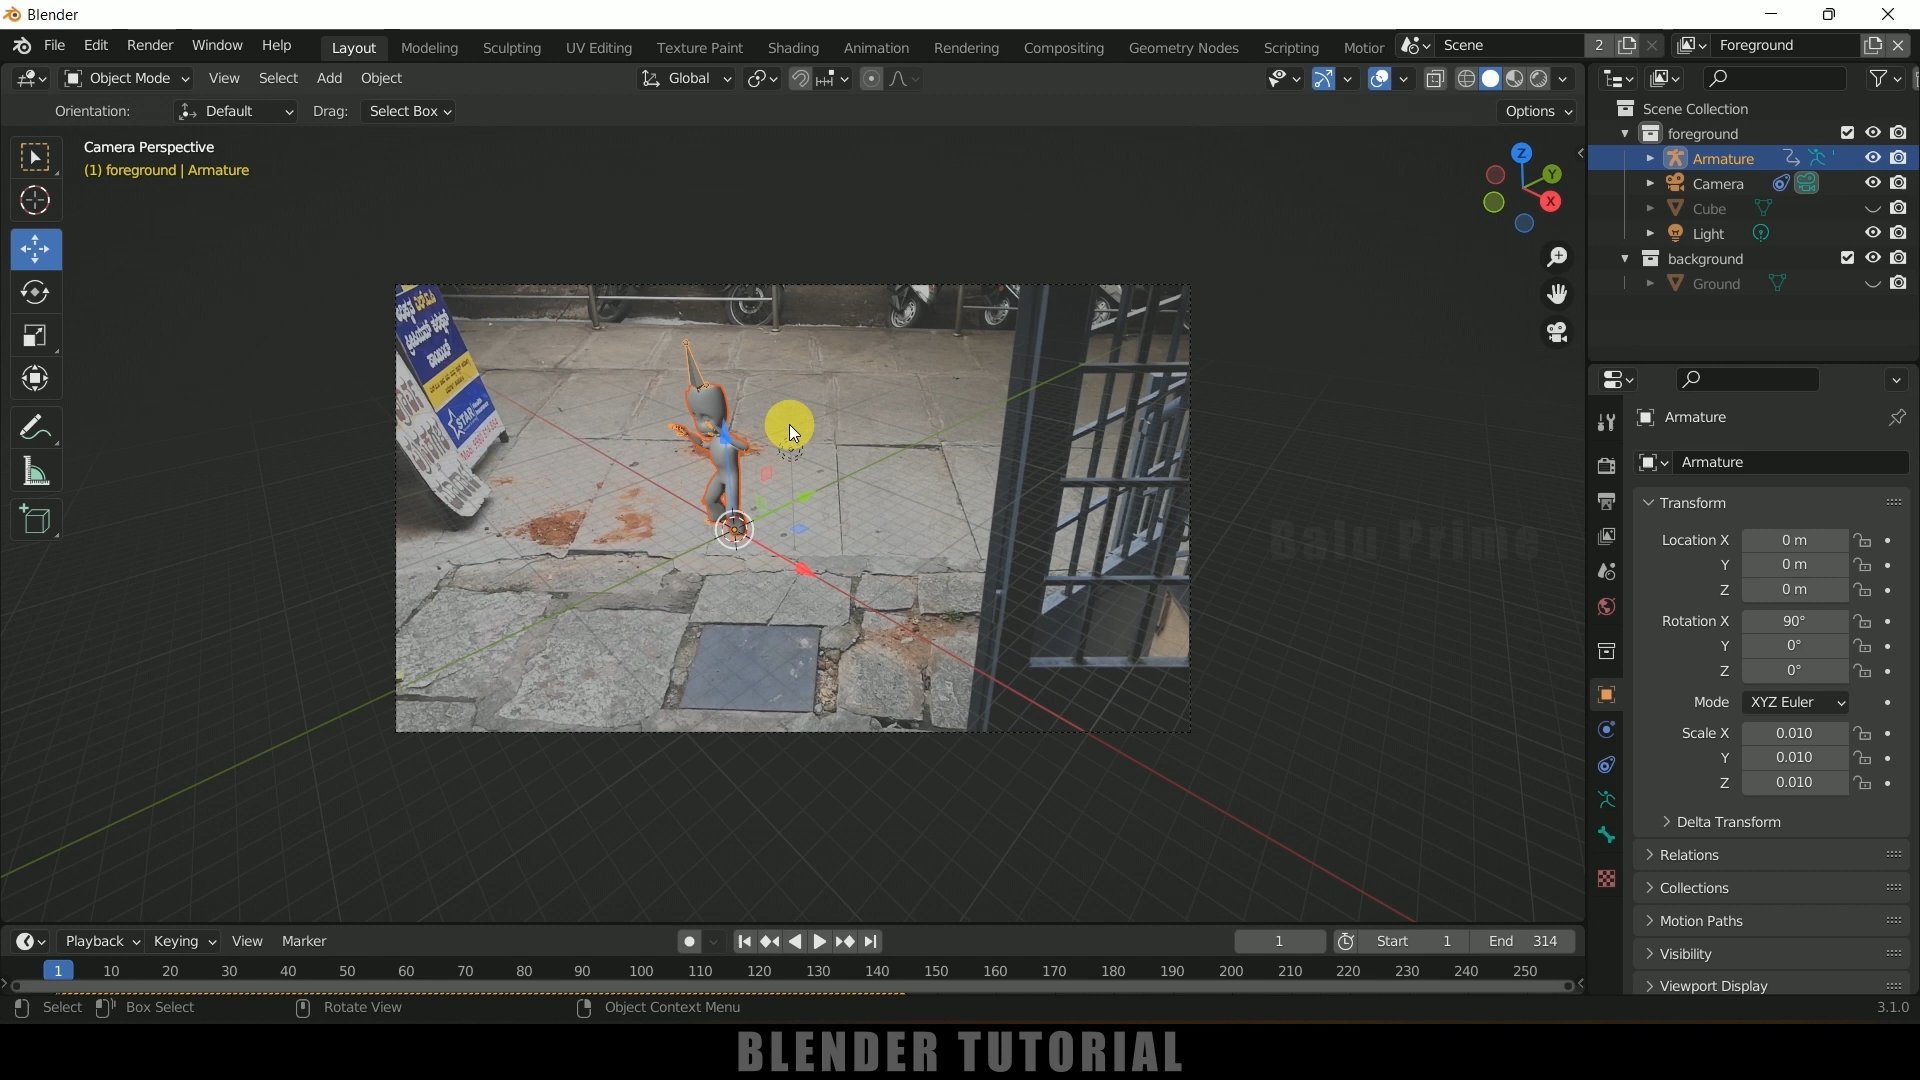 Blender
File Edit Render Window Help
Layout Modeling Sculpting UV Editing Texture Paint Shading Animation Rendering Compositing Geometry Nodes Scripting Motior
Scene 2
Foreground
Object Mode View Select Add Object
Global
Orientation: Default Drag: Select Box
Options
Camera Perspective
(1) foreground | Armature
Z
Y
X
Scene Collection
foreground
Armature
Camera
Cube
Light
background
Ground
STAR
Balu Prime
Armature
Armature
Transform
Location X 0 m
Y 0 m
Z 0 m
Rotation X 90°
Y 0°
Z 0°
Mode XYZ Euler
Scale X 0.010
Y 0.010
Z 0.010
Delta Transform
Relations
Collections
Motion Paths
Visibility
Viewport Display
Playback Keying View Marker
1 Start 1 End 314
1 10 20 30 40 50 60 70 80 90 100 110 120 130 140 150 160 170 180 190 200 210 220 230 240 250
Select Box Select Rotate View Object Context Menu
3.1.0
BLENDER TUTORIAL